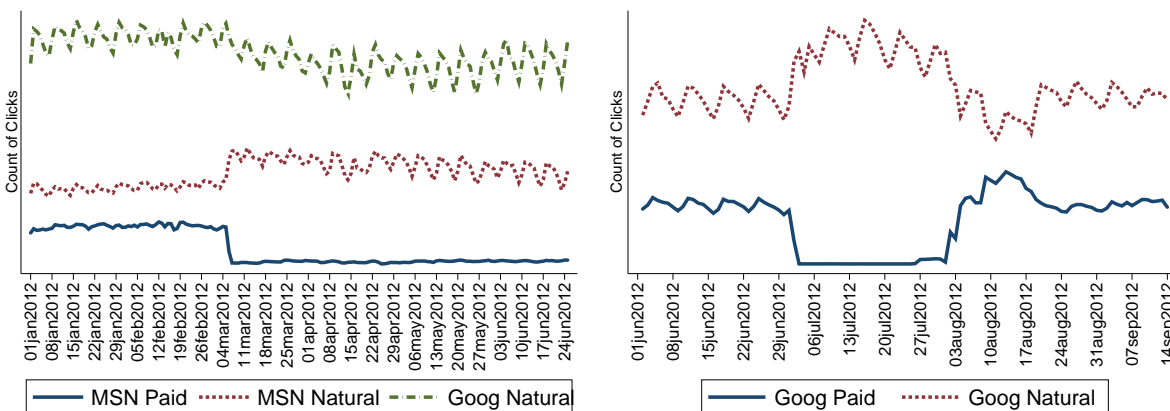 Count of Clicks
01jan2012
08jan2012
15jan2012
22jan2012
29jan2012
05feb2012
12feb2012
19feb2012
26feb2012
04mar2012
11mar2012
18mar2012
25mar2012
01apr2012
08apr2012
15apr2012
22apr2012
29apr2012
06may2012
13may2012
20may2012
27may2012
03jun2012
10jun2012
17jun2012
24jun2012
MSN Paid MSN Natural Goog Natural
Count of Clicks
01jun2012
08jun2012
15jun2012
22jun2012
29jun2012
06jul2012
13jul2012
20jul2012
27jul2012
03aug2012
10aug2012
17aug2012
24aug2012
31aug2012
07sep2012
14sep2012
Goog Paid Goog Natural